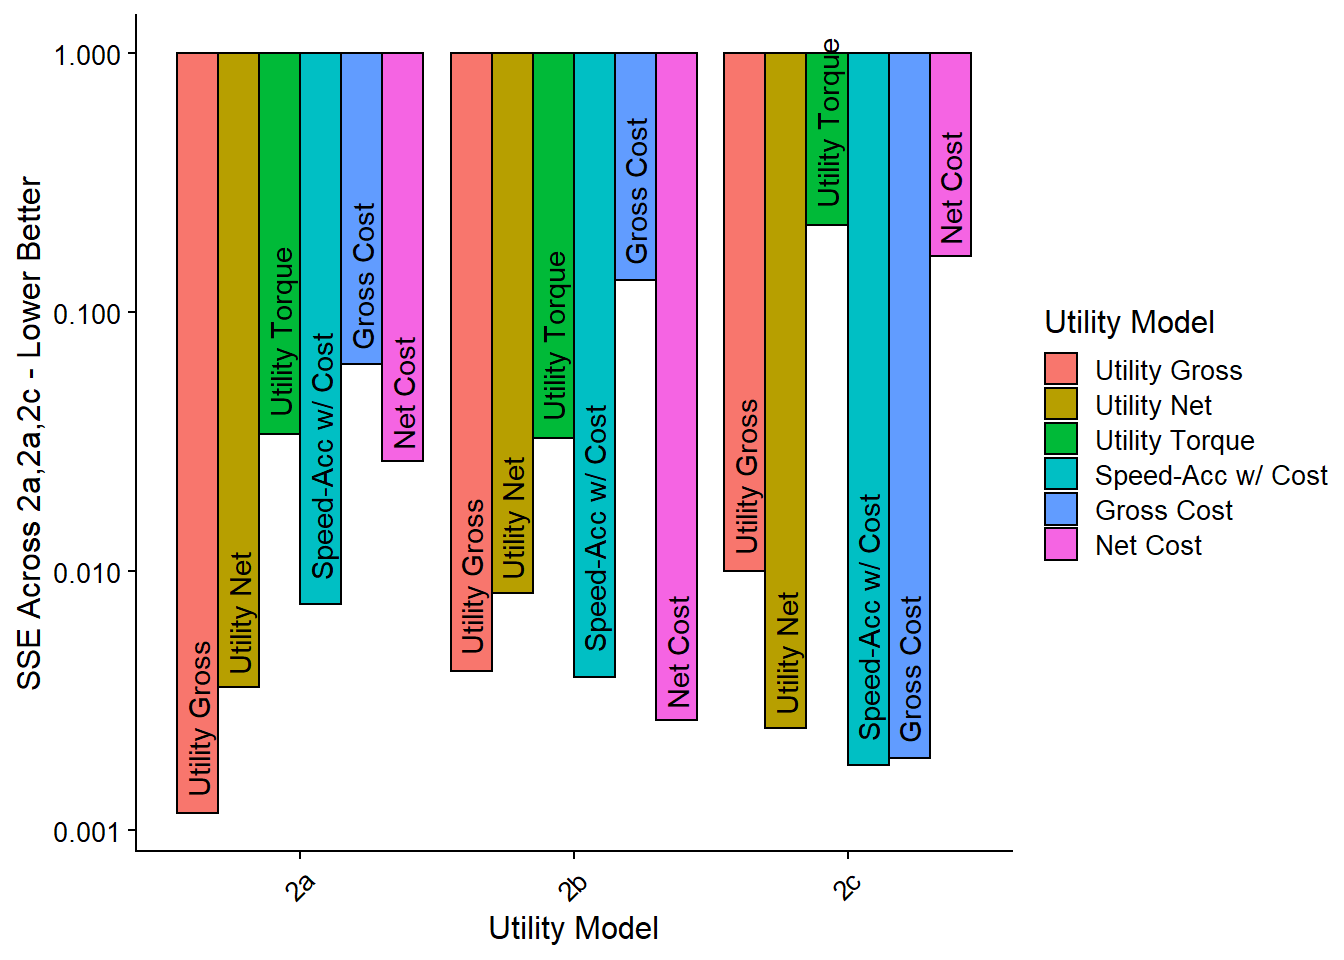 SSE Across 2a,2a,2c - Lower Better
1.000
0.100
0.010
0.001
Utility Gross
Utility Net
Utility Torque
Speed-Acc w/ Cost
Gross Cost
Net Cost
Utility Gross
Utility Net
Utility Torque
Speed-Acc w/ Cost
Gross Cost
Net Cost
Utility Gross
Utility Net
Utility Torque
Speed-Acc w/ Cost
Gross Cost
Net Cost
2a
2b
2c
Utility Model
Utility Model
Utility Gross
Utility Net
Utility Torque
Speed-Acc w/ Cost
Gross Cost
Net Cost